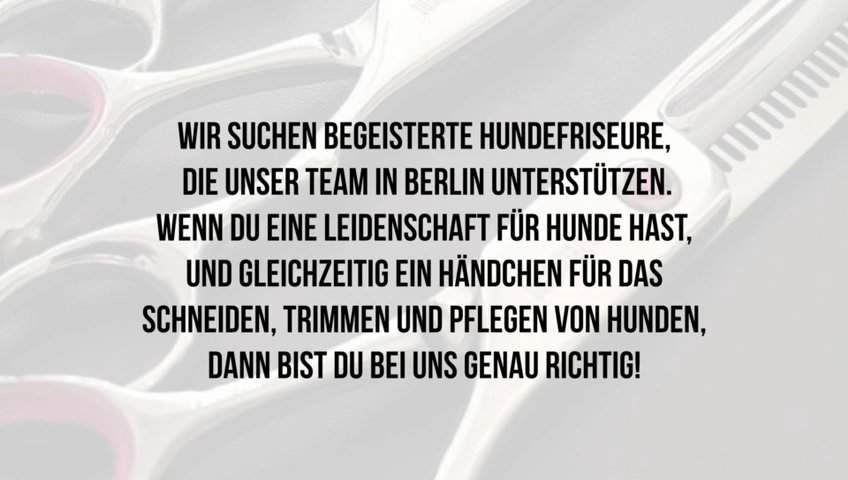 WIR SUCHEN BEGEISTERTE HUNDEFRISEURE,
DIE UNSER TEAM IN BERLIN UNTERSTÜTZEN.
WENN DU EINE LEIDENSCHAFT FÜR HUNDE HAST,
UND GLEICHZEITIG EIN HÄNDCHEN FÜR DAS
SCHNEIDEN, TRIMMEN UND PFLEGEN VON HUNDEN,
DANN BIST DU BEI UNS GENAU RICHTIG!